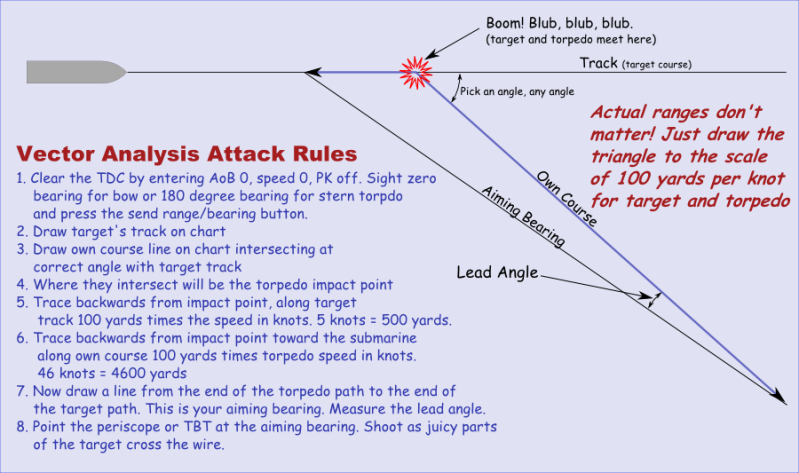 Boom! Blub, blub, blub.
(target and torpedo meet here)
Track (target course)
Pick an angle, any angle
Actual ranges don't
matter! Just draw the
triangle to the scale
of 100 yards per knot
for target and torpedo
Own Course
Aiming Bearing
Lead Angle
Vector Analysis Attack Rules
1. Clear the TDC by entering AoB 0, speed 0, PK off. Sight zero
bearing for bow or 180 degree bearing for stern torpdo
and press the send range/bearing button.
2. Draw target's track on chart
3. Draw own course line on chart intersecting at
correct angle with target track
4. Where they intersect will be the torpedo impact point
5. Trace backwards from impact point, along target
track 100 yards times the speed in knots. 5 knots = 500 yards.
6. Trace backwards from impact point toward the submarine
along own course 100 yards times torpedo speed in knots.
46 knots = 4600 yards
7. Now draw a line from the end of the torpedo path to the end of
the target path. This is your aiming bearing. Measure the lead angle.
8. Point the periscope or TBT at the aiming bearing. Shoot as juicy parts
of the target cross the wire.